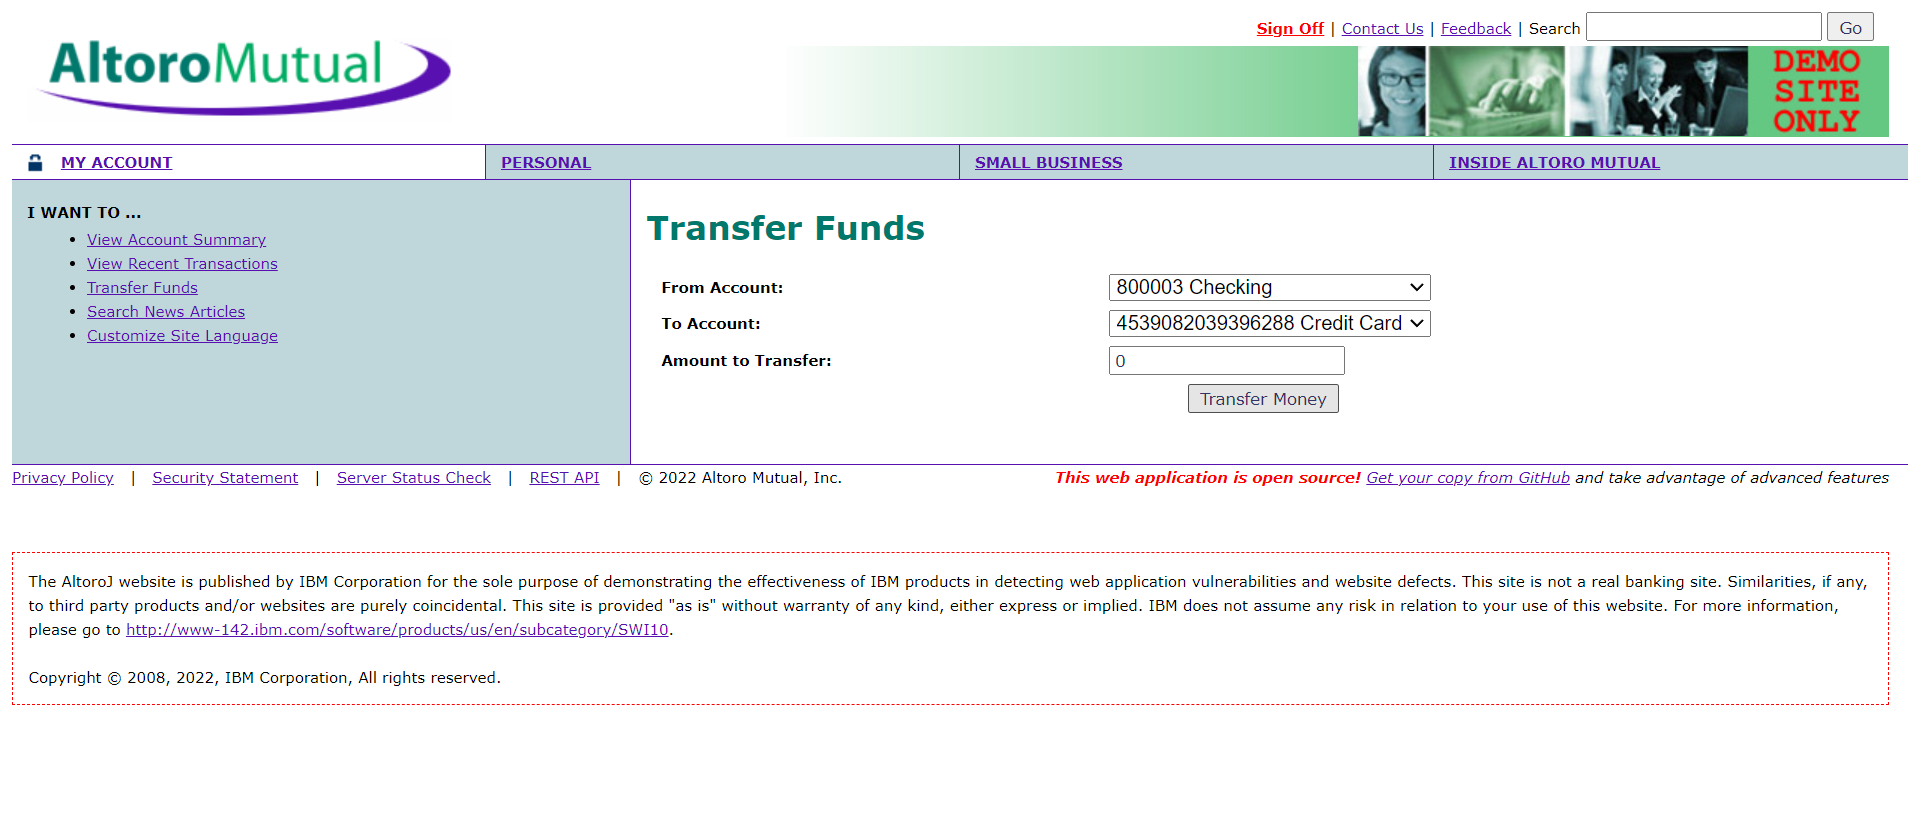 Sign Off | Contact Us | Feedback | Search Go
AltoroMutual
DEMO
SITE
ONLY
MY ACCOUNT PERSONAL SMALL BUSINESS INSIDE ALTORO MUTUAL
I WANT TO ...
• View Account Summary
• View Recent Transactions
• Transfer Funds
• Search News Articles
• Customize Site Language
Transfer Funds
From Account: 800003 Checking
To Account: 4539082039396288 Credit Card
Amount to Transfer: 0
Transfer Money
Privacy Policy | Security Statement | Server Status Check | REST API | © 2022 Altoro Mutual, Inc. This web application is open source! Get your copy from GitHub and take advantage of advanced features
The AltoroJ website is published by IBM Corporation for the sole purpose of demonstrating the effectiveness of IBM products in detecting web application vulnerabilities and website defects. This site is not a real banking site. Similarities, if any,
to third party products and/or websites are purely coincidental. This site is provided "as is" without warranty of any kind, either express or implied. IBM does not assume any risk in relation to your use of this website. For more information,
please go to http://www-142.ibm.com/software/products/us/en/subcategory/SWI10.
Copyright © 2008, 2022, IBM Corporation, All rights reserved.